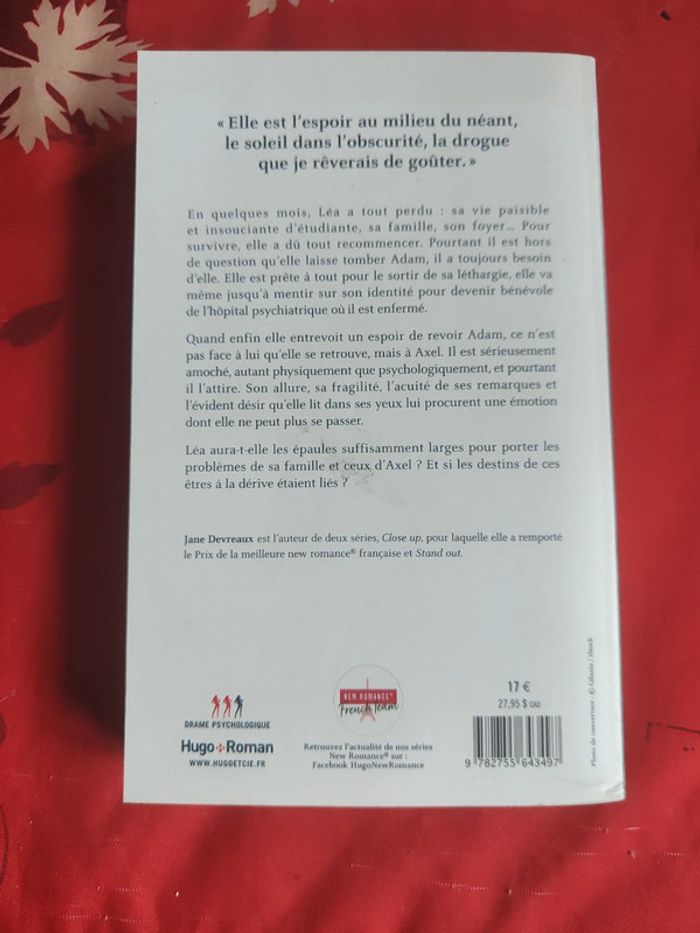 « Elle est l'espoir au milieu du néant,
le soleil dans l'obscurité, la drogue
que je rêverais de goûter. »
En quelques mois, Léa a tout perdu : sa vie paisible
et insouciante d'étudiante, sa famille, son foyer... Pour
survivre, elle a dû tout recommencer. Pourtant il est hors
de question qu'elle laisse tomber Adam, il a toujours besoin
d'elle. Elle est prête à tout pour le sortir de sa léthargie, elle va
même jusqu'à mentir sur son identité pour devenir bénévole
de l'hôpital psychiatrique où il est enfermé.
Quand enfin elle entrevoit un espoir de revoir Adam, ce n'est
pas face à lui qu'elle se retrouve, mais à Axel. Il est sérieusement
amoché, autant physiquement que psychologiquement, et pourtant
il l'attire. Son allure, sa fragilité, l'acuité de ses remarques et
l'évident désir qu'elle lit dans ses yeux lui procurent une émotion
dont elle ne peut plus se passer.
Léa aura-t-elle les épaules suffisamment larges pour porter les
problèmes de sa famille et ceux d'Axel ? Et si les destins de ces
êtres à la dérive étaient liés ?
Jane Devreaux est l'auteur de deux séries, Close up, pour laquelle elle a remporté
le Prix de la meilleure new romance® française et Stand out.
DRAME PSYCHOLOGIQUE
Hugo Roman
WWW.HUGOETCIE.FR
NEW ROMANCE®
French Team
Retrouvez l'actualité de nos séries
New Romance® sur :
Facebook HugoNewRomance
17 €
27,95 $ CAD
9 782755 643497
Photo de couverture : © / iStock